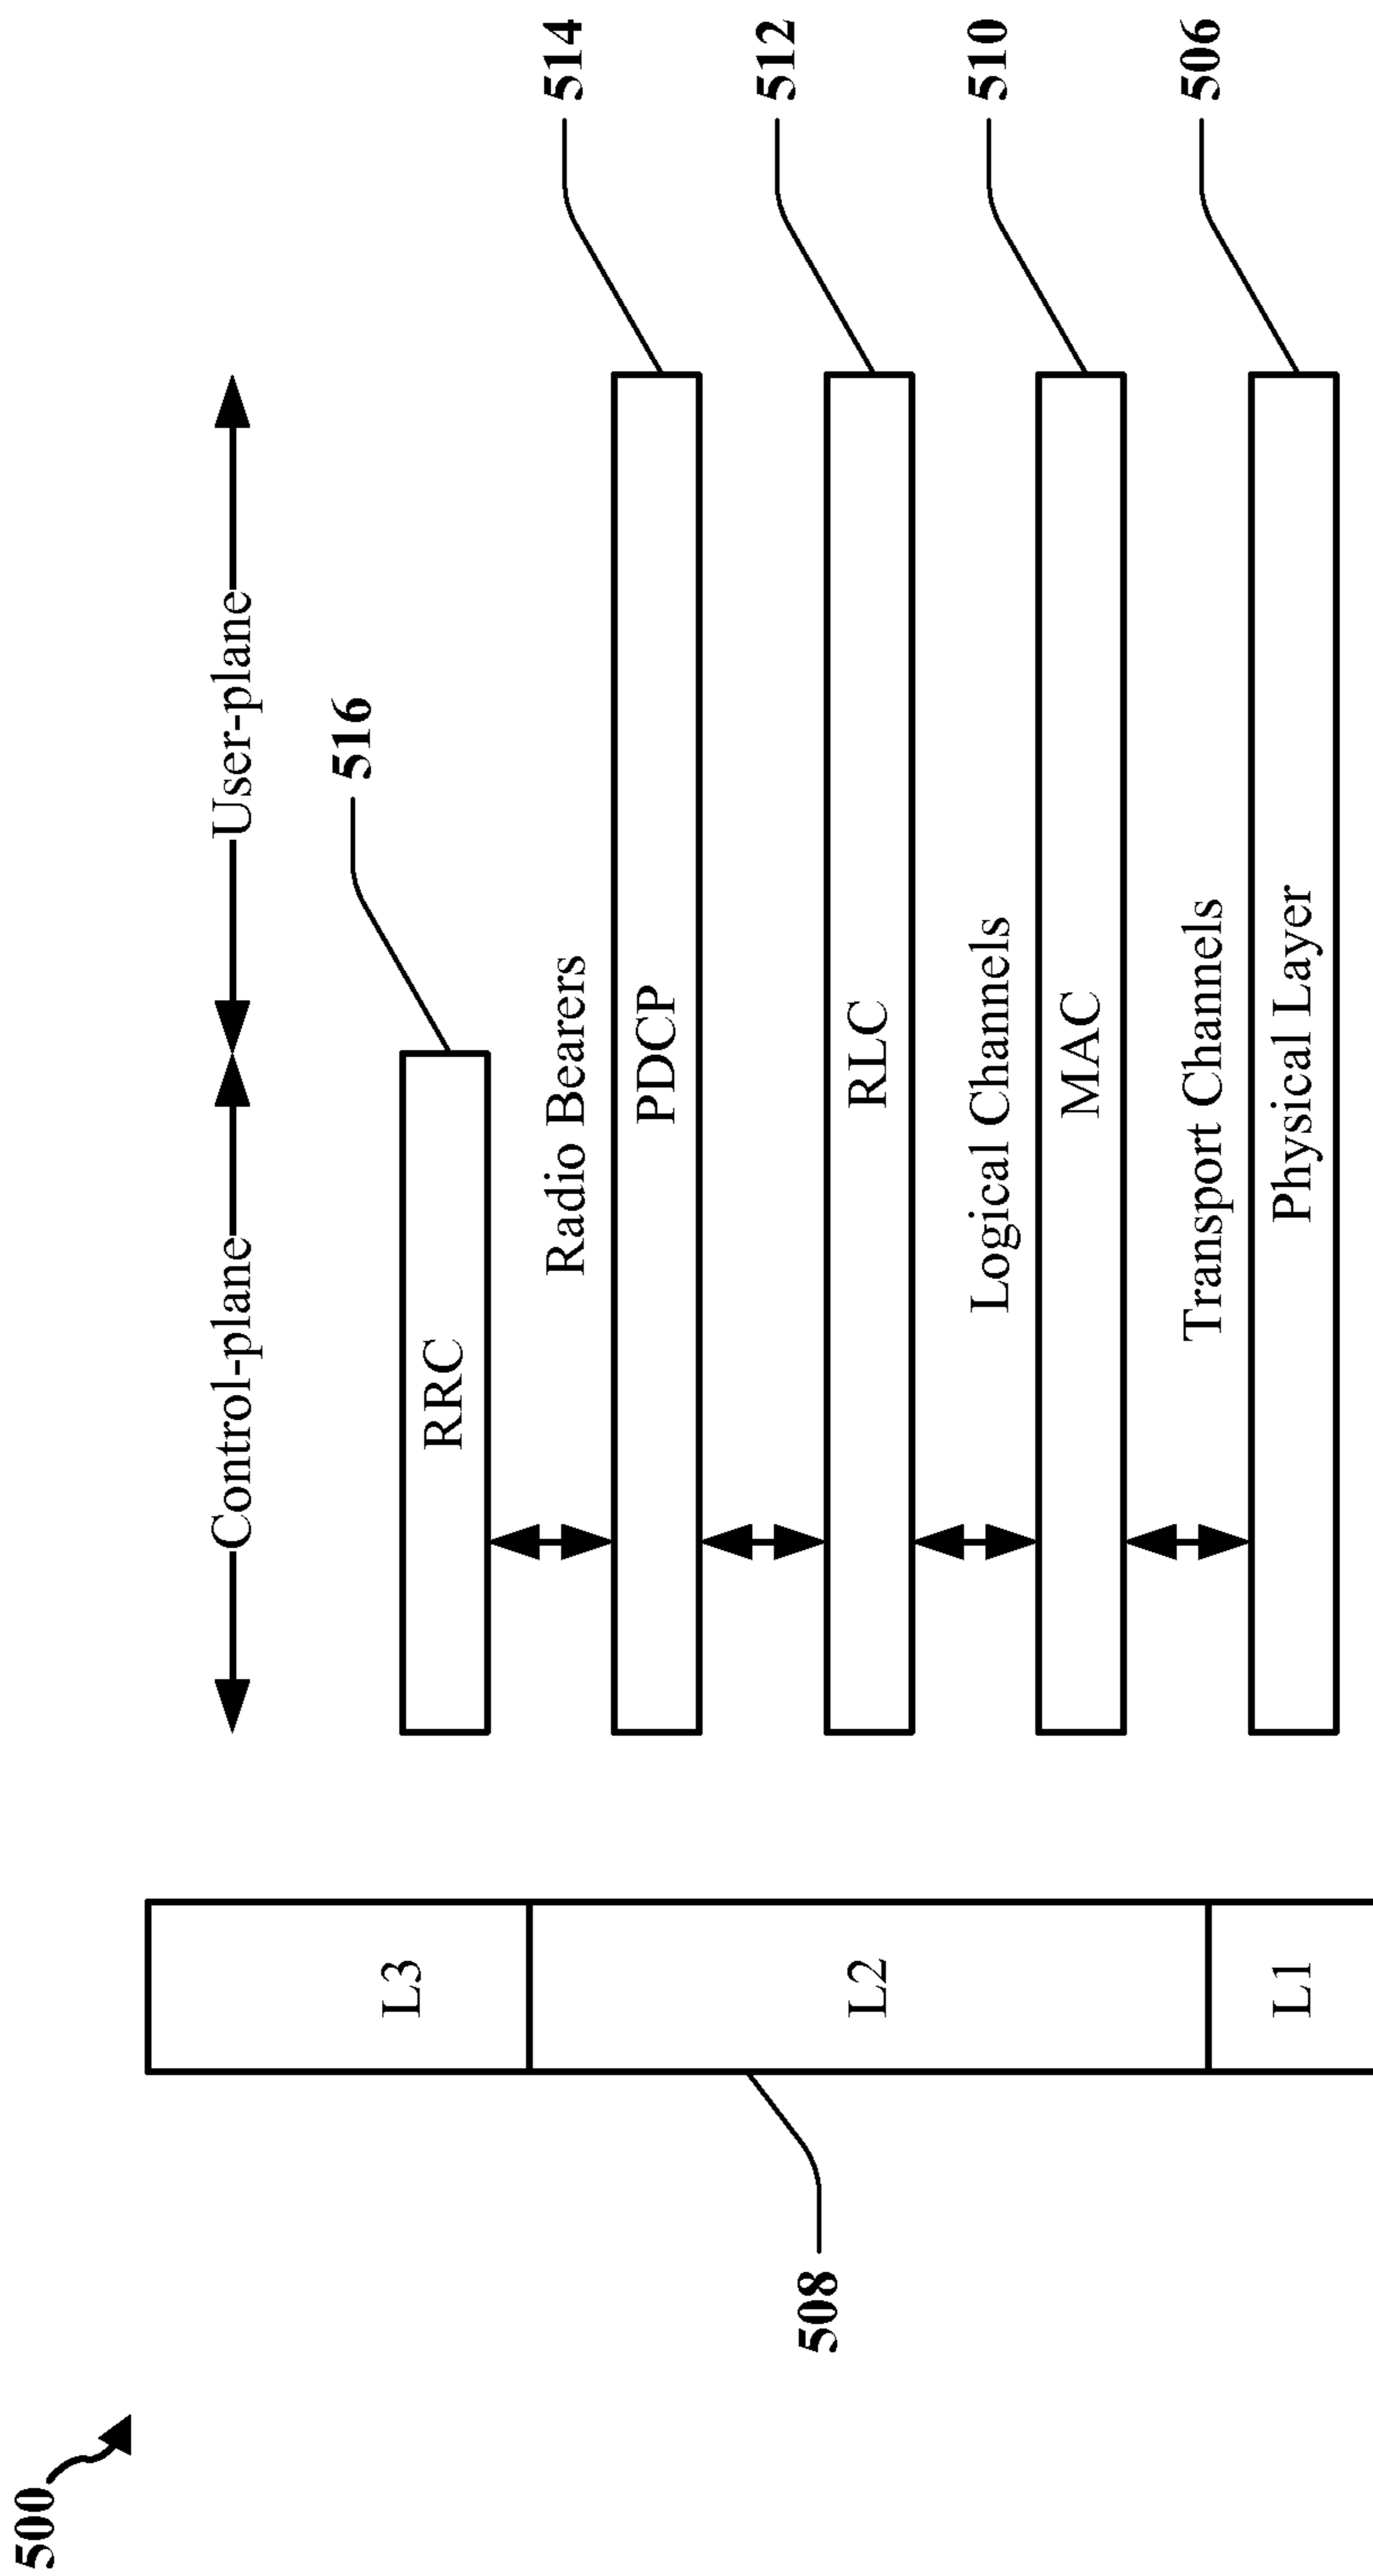 500
Control-plane
User-plane
516
L3
RRC
Radio Bearers
514
PDCP
508
L2
RLC
512
Logical Channels
MAC
510
Transport Channels
L1
Physical Layer
506